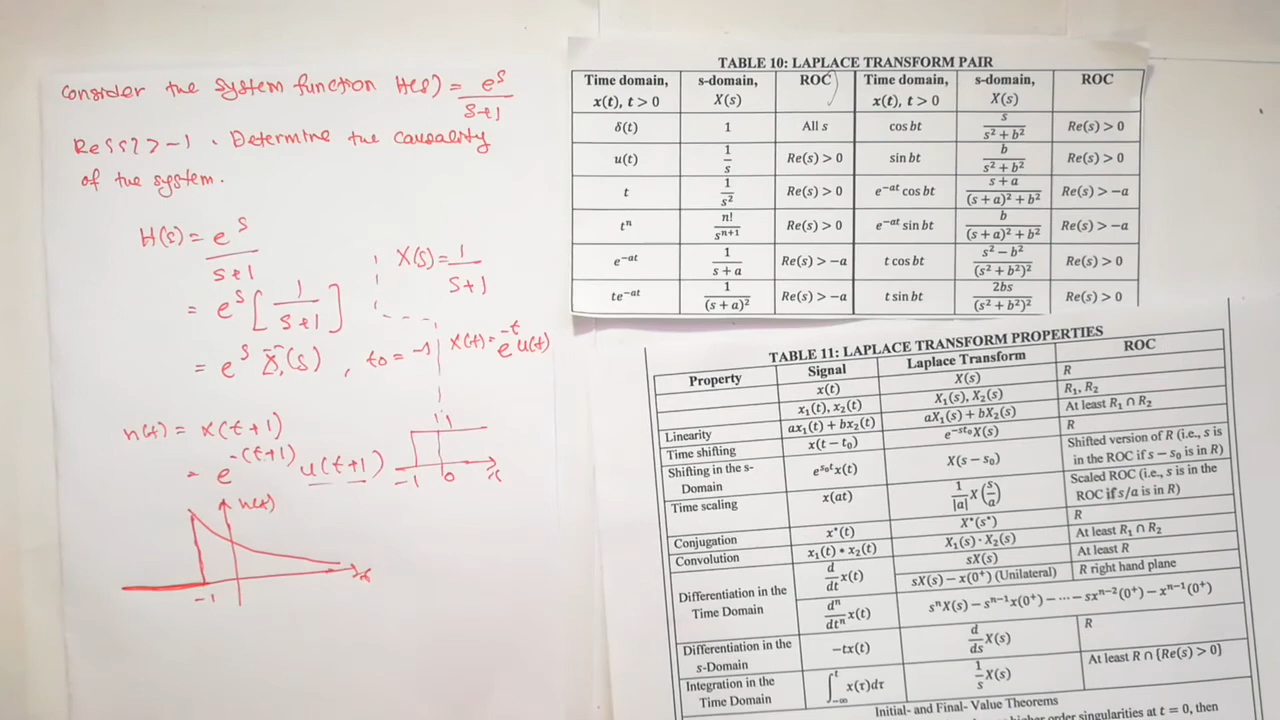 Consider the system function H(s) = e^s / s+1
Re{s} > -1 . Determine the causality
of the system.
H(s) = e^s / s+1
= e^s [ 1 / s+1 ]
= e^s X(s) , t0 = -1
X(s) = 1 / s+1
x(t) = e^-t u(t)
h(t) = x(t+1)
= e^-(t+1) u(t+1)
1
-1 0 t
h(t)
-1 t
TABLE 10: LAPLACE TRANSFORM PAIR
Time domain, x(t), t > 0 | s-domain, X(s) | ROC | Time domain, x(t), t > 0 | s-domain, X(s) | ROC
δ(t) | 1 | All s | cos bt | s / s² + b² | Re(s) > 0
u(t) | 1 / s | Re(s) > 0 | sin bt | b / s² + b² | Re(s) > 0
t | 1 / s² | Re(s) > 0 | e^-at cos bt | s + a / (s + a)² + b² | Re(s) > -a
tⁿ | n! / s^n+1 | Re(s) > 0 | e^-at sin bt | b / (s + a)² + b² | Re(s) > -a
e^-at | 1 / s + a | Re(s) > -a | t cos bt | s² - b² / (s² + b²)² | Re(s) > 0
te^-at | 1 / (s + a)² | Re(s) > -a | t sin bt | 2bs / (s² + b²)² | Re(s) > 0
TABLE 11: LAPLACE TRANSFORM PROPERTIES
Property | Signal | Laplace Transform | ROC
x(t) | X(s) | R
x₁(t), x₂(t) | X₁(s), X₂(s) | R₁, R₂
Linearity | ax₁(t) + bx₂(t) | aX₁(s) + bX₂(s) | At least R₁ ∩ R₂
Time shifting | x(t - t₀) | e^-st₀ X(s) | R
Shifting in the s-Domain | e^s₀t x(t) | X(s - s₀) | Shifted version of R (i.e., s is in the ROC if s - s₀ is in R)
Time scaling | x(at) | 1/|a| X(s/a) | Scaled ROC (i.e., s is in the ROC if s/a is in R)
Conjugation | x*(t) | X*(s*) | R
Convolution | x₁(t) * x₂(t) | X₁(s) · X₂(s) | At least R₁ ∩ R₂
Differentiation in the Time Domain | d/dt x(t) | sX(s) | At least R
sX(s) - x(0⁺) (Unilateral) | R right hand plane
dⁿ/dtⁿ x(t) | sⁿX(s) - s^n-1 x(0⁺) - ⋯ - sx^n-2(0⁺) - x^n-1(0⁺)
Differentiation in the s-Domain | -tx(t) | d/ds X(s) | R
Integration in the Time Domain | ∫_-∞^t x(τ)dτ | 1/s X(s) | At least R ∩ {Re(s) > 0}
Initial- and Final- Value Theorems
order singularities at t = 0, then